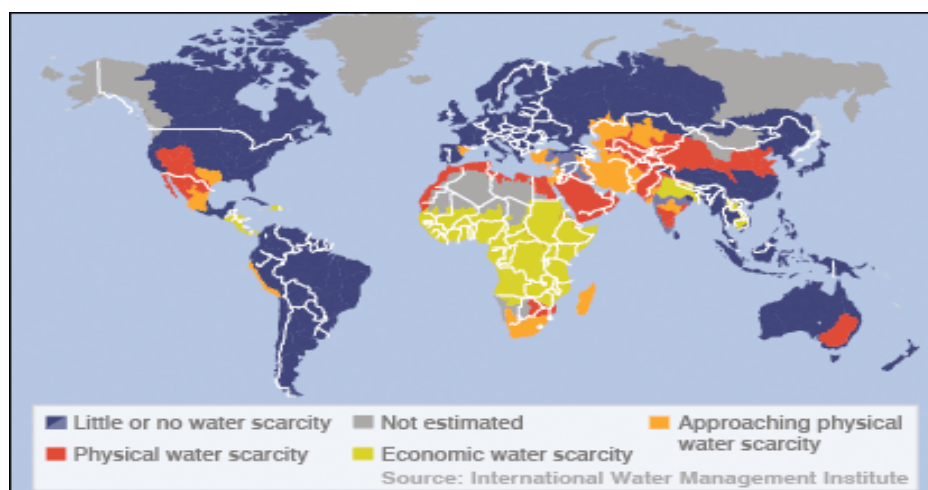 Little or no water scarcity
Not estimated
Approaching physical
water scarcity
Physical water scarcity
Economic water scarcity
Source: International Water Management Institute